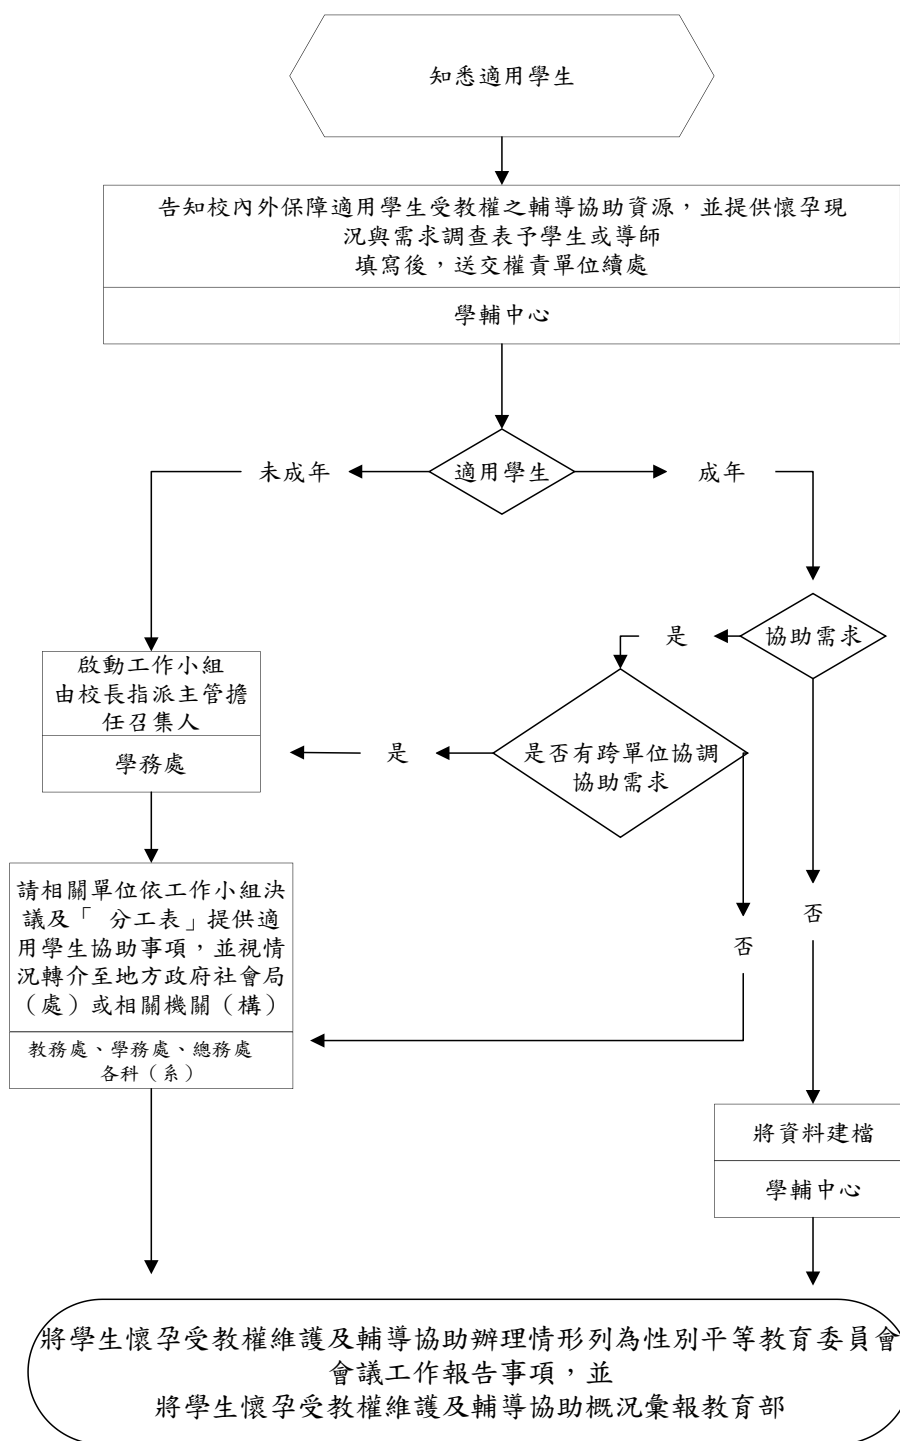 知悉適用學生
告知校內外保障適用學生受教權之輔導協助資源，並提供懷孕現
況與需求調查表予學生或導師
填寫後，送交權責單位續處
學輔中心
適用學生
未成年
成年
協助需求
是
啟動工作小組
由校長指派主管擔
任召集人
學務處
是
是否有跨單位協調
協助需求
請相關單位依工作小組決
議及「 分工表」提供適
用學生協助事項，並視情
況轉介至地方政府社會局
（處）或相關機關（構）
教務處、學務處、總務處
各科（系）
否
否
將資料建檔
學輔中心
將學生懷孕受教權維護及輔導協助辦理情形列為性別平等教育委員會
會議工作報告事項，並
將學生懷孕受教權維護及輔導協助概況彙報教育部